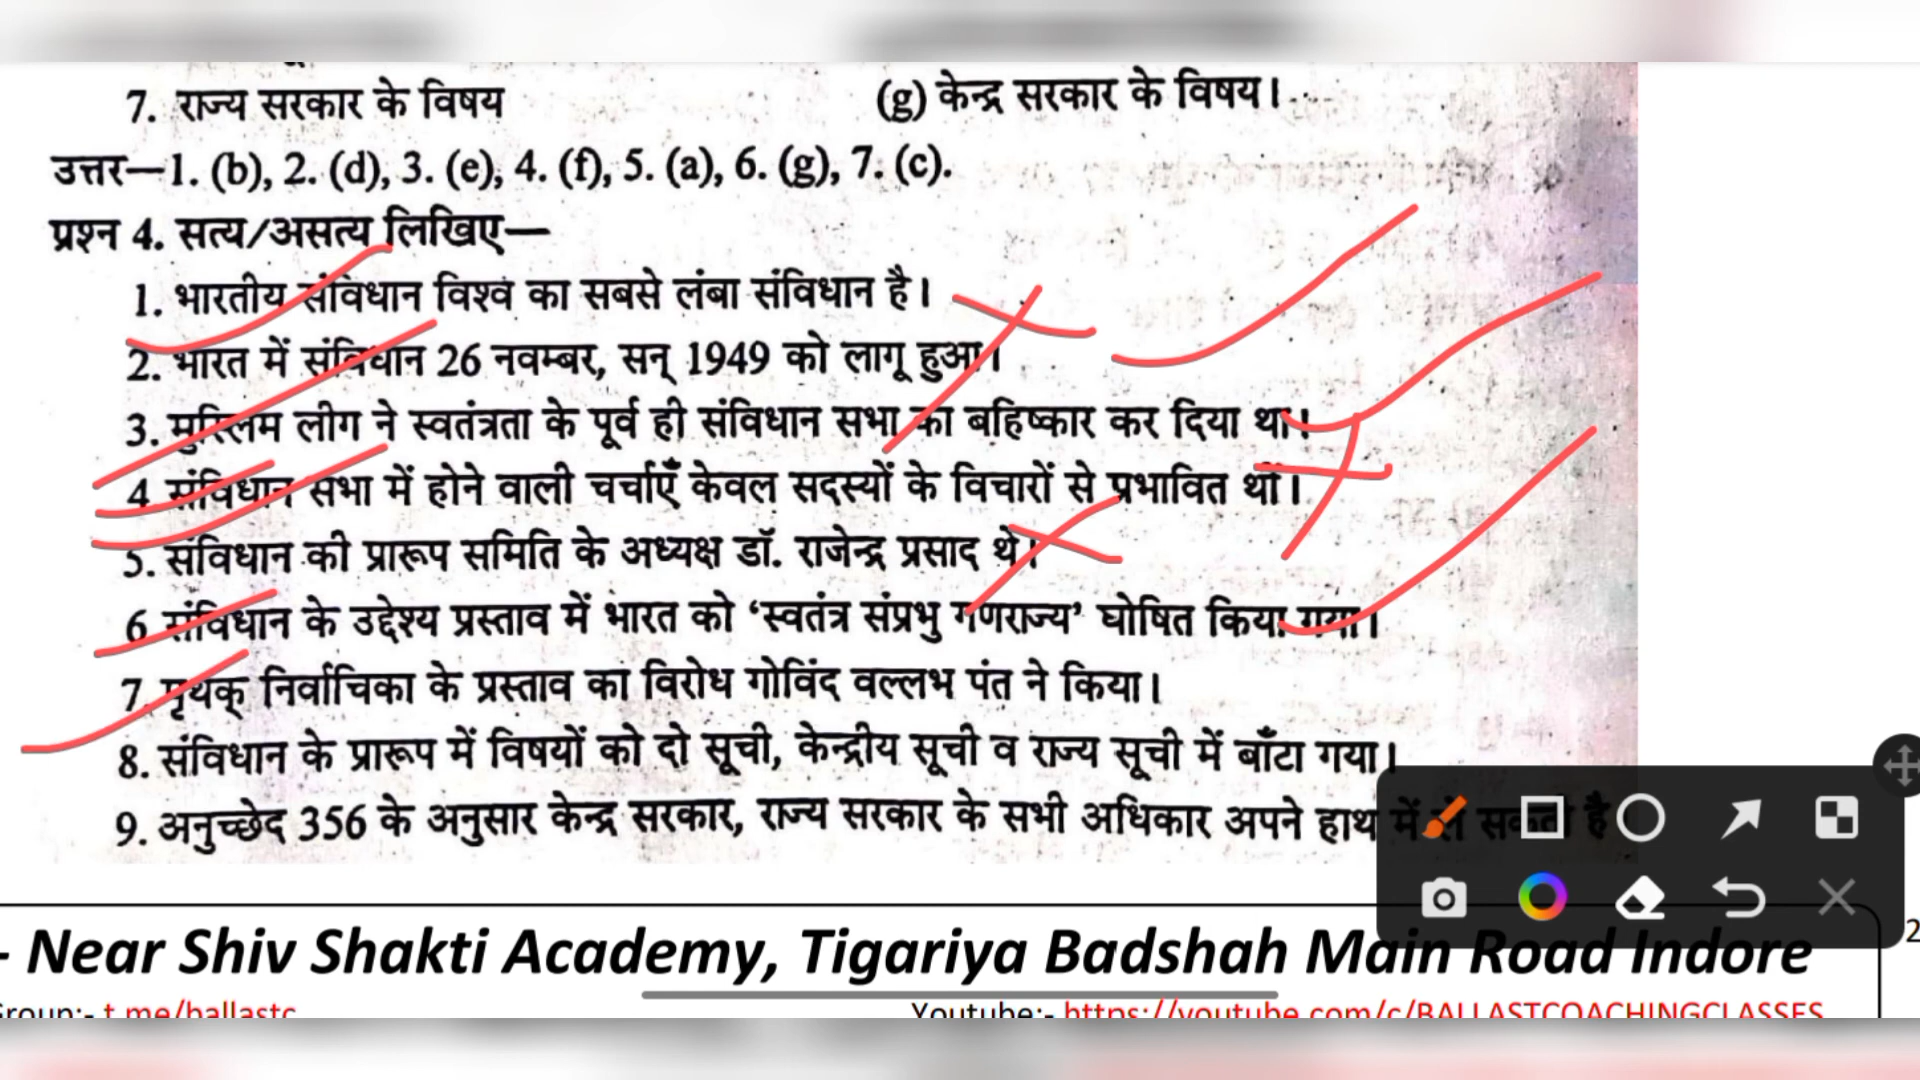 7. राज्य सरकार के विषय (g) केन्द्र सरकार के विषय।
उत्तर—1. (b), 2. (d), 3. (e), 4. (f), 5. (a), 6. (g), 7. (c).
प्रश्न 4. सत्य/असत्य लिखिए—
1. भारतीय संविधान विश्व का सबसे लंबा संविधान है।
2. भारत में संविधान 26 नवम्बर, सन् 1949 को लागू हुआ।
3. मुस्लिम लीग ने स्वतंत्रता के पूर्व ही संविधान सभा का बहिष्कार कर दिया था।
4. संविधान सभा में होने वाली चर्चाएँ केवल सदस्यों के विचारों से प्रभावित थीं।
5. संविधान की प्रारूप समिति के अध्यक्ष डॉ. राजेन्द्र प्रसाद थे।
6. संविधान के उद्देश्य प्रस्ताव में भारत को ‘स्वतंत्र संप्रभु गणराज्य’ घोषित किया गया।
7. पृथक् निर्वाचिका के प्रस्ताव का विरोध गोविंद वल्लभ पंत ने किया।
8. संविधान के प्रारूप में विषयों को दो सूची, केन्द्रीय सूची व राज्य सूची में बाँटा गया।
9. अनुच्छेद 356 के अनुसार केन्द्र सरकार, राज्य सरकार के सभी अधिकार अपने हाथ में ले सकती है
- Near Shiv Shakti Academy, Tigariya Badshah Main Road Indore
Group:- t.me/ballastc Youtube:- https://youtube.com/c/BALLASTCOACHINGCLASSES